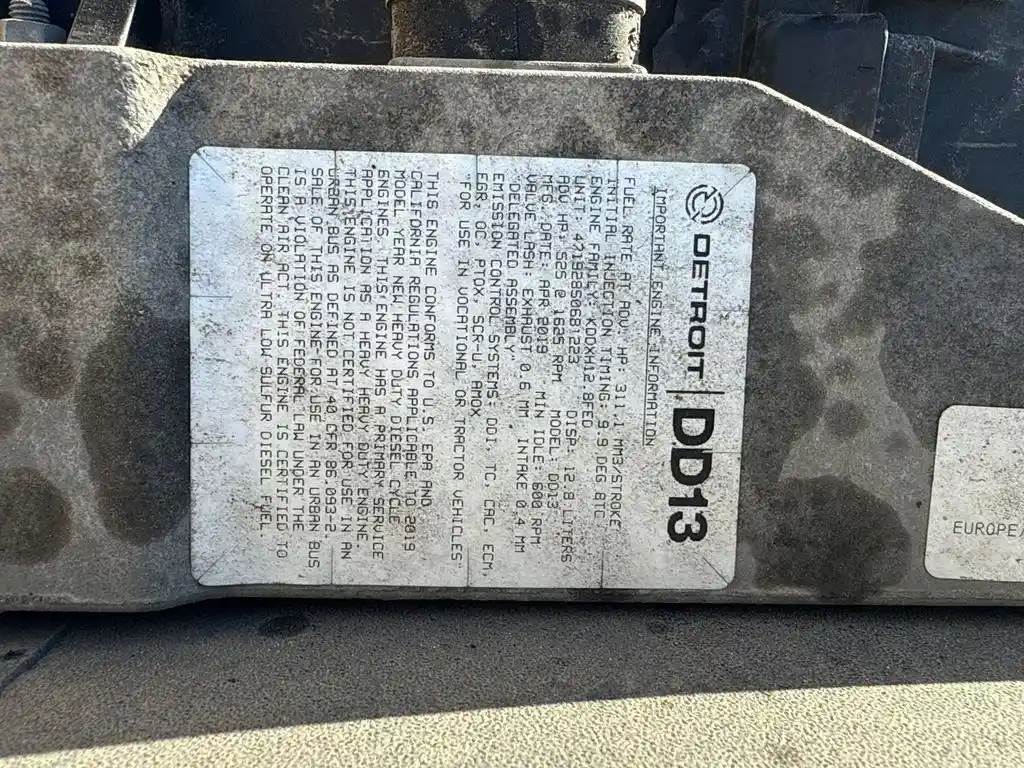 DETROIT DD13
IMPORTANT ENGINE INFORMATION
FUEL RATE AT ADV. HP: 311.1 MM3/STROKE
INITIAL INJECTION TIMING: 9.9 DEG BTC
ENGINE FAMILY: KDDXH12.8FED
UNIT: 471928S0681223 DISP: 12.8 LITERS
ADV HP: 525 @ 1665 RPM MODEL: DD13
MFG. DATE: APR 2019 MIN IDLE: 600 RPM
VALVE LASH: EXHAUST 0.6 MM, INTAKE 0.4 MM
"DELEGATED ASSEMBLY"
EMISSION CONTROL SYSTEMS: DDI, TC, CAC, ECM,
EGR, OC, PTOX, SCR-U, AMOX
"FOR USE IN VOCATIONAL OR TRACTOR VEHICLES"
THIS ENGINE CONFORMS TO U.S. EPA AND
CALIFORNIA REGULATIONS APPLICABLE TO 2019
MODEL YEAR NEW HEAVY DUTY DIESEL CYCLE
ENGINES. THIS ENGINE HAS A PRIMARY SERVICE
APPLICATION AS A HEAVY HEAVY DUTY ENGINE.
THIS ENGINE IS NOT CERTIFIED FOR USE IN AN
URBAN BUS AS DEFINED AT 40 CFR 86.093-2.
SALE OF THIS ENGINE FOR USE IN AN URBAN BUS
IS A VIOLATION OF FEDERAL LAW UNDER THE
CLEAN AIR ACT. THIS ENGINE IS CERTIFIED TO
OPERATE ON ULTRA LOW SULFUR DIESEL FUEL.